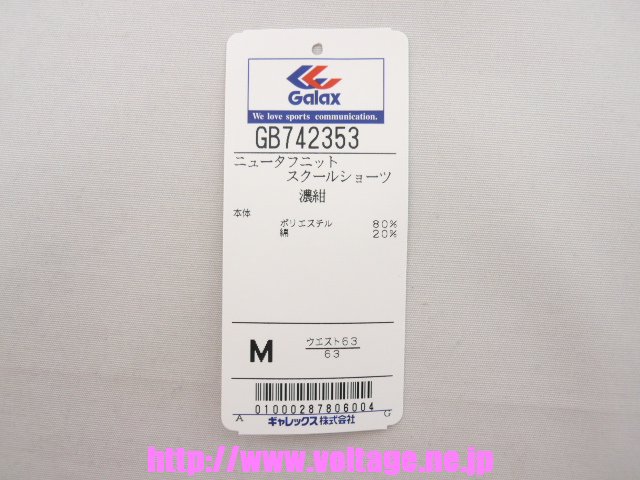 Galax
We love sports communication.
GB742353
ニュータフニット
スクールショーツ
濃紺
本体
ポリエステル 80%
綿 20%
M ウエスト63
63
01000287806004
A G
ギャレックス株式会社
http://www.voltage.ne.jp